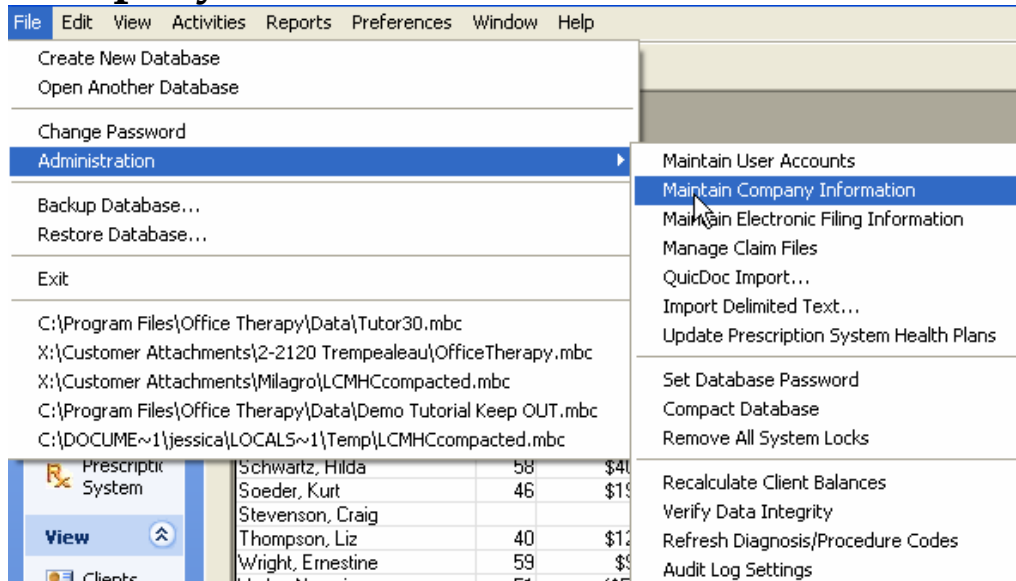 File Edit View Activities Reports Preferences Window Help
Create New Database
Open Another Database
Change Password
Administration
Backup Database...
Restore Database...
Exit
C:\Program Files\Office Therapy\Data\Tutor30.mbc
X:\Customer Attachments\2-2120 Trempealeau\OfficeTherapy.mbc
X:\Customer Attachments\Milagro\LCMHCcompacted.mbc
C:\Program Files\Office Therapy\Data\Demo Tutorial Keep OUT.mbc
C:\DOCUME~1\jessica\LOCALS~1\Temp\LCMHCcompacted.mbc
Maintain User Accounts
Maintain Company Information
Maintain Electronic Filing Information
Manage Claim Files
QuicDoc Import...
Import Delimited Text...
Update Prescription System Health Plans
Set Database Password
Compact Database
Remove All System Locks
Recalculate Client Balances
Verify Data Integrity
Refresh Diagnosis/Procedure Codes
Audit Log Settings
Prescriptic
System
View
Clients
Schwartz, Hilda 58
Soeder, Kurt 46
Stevenson, Craig
Thompson, Liz 40
Wright, Ernestine 59